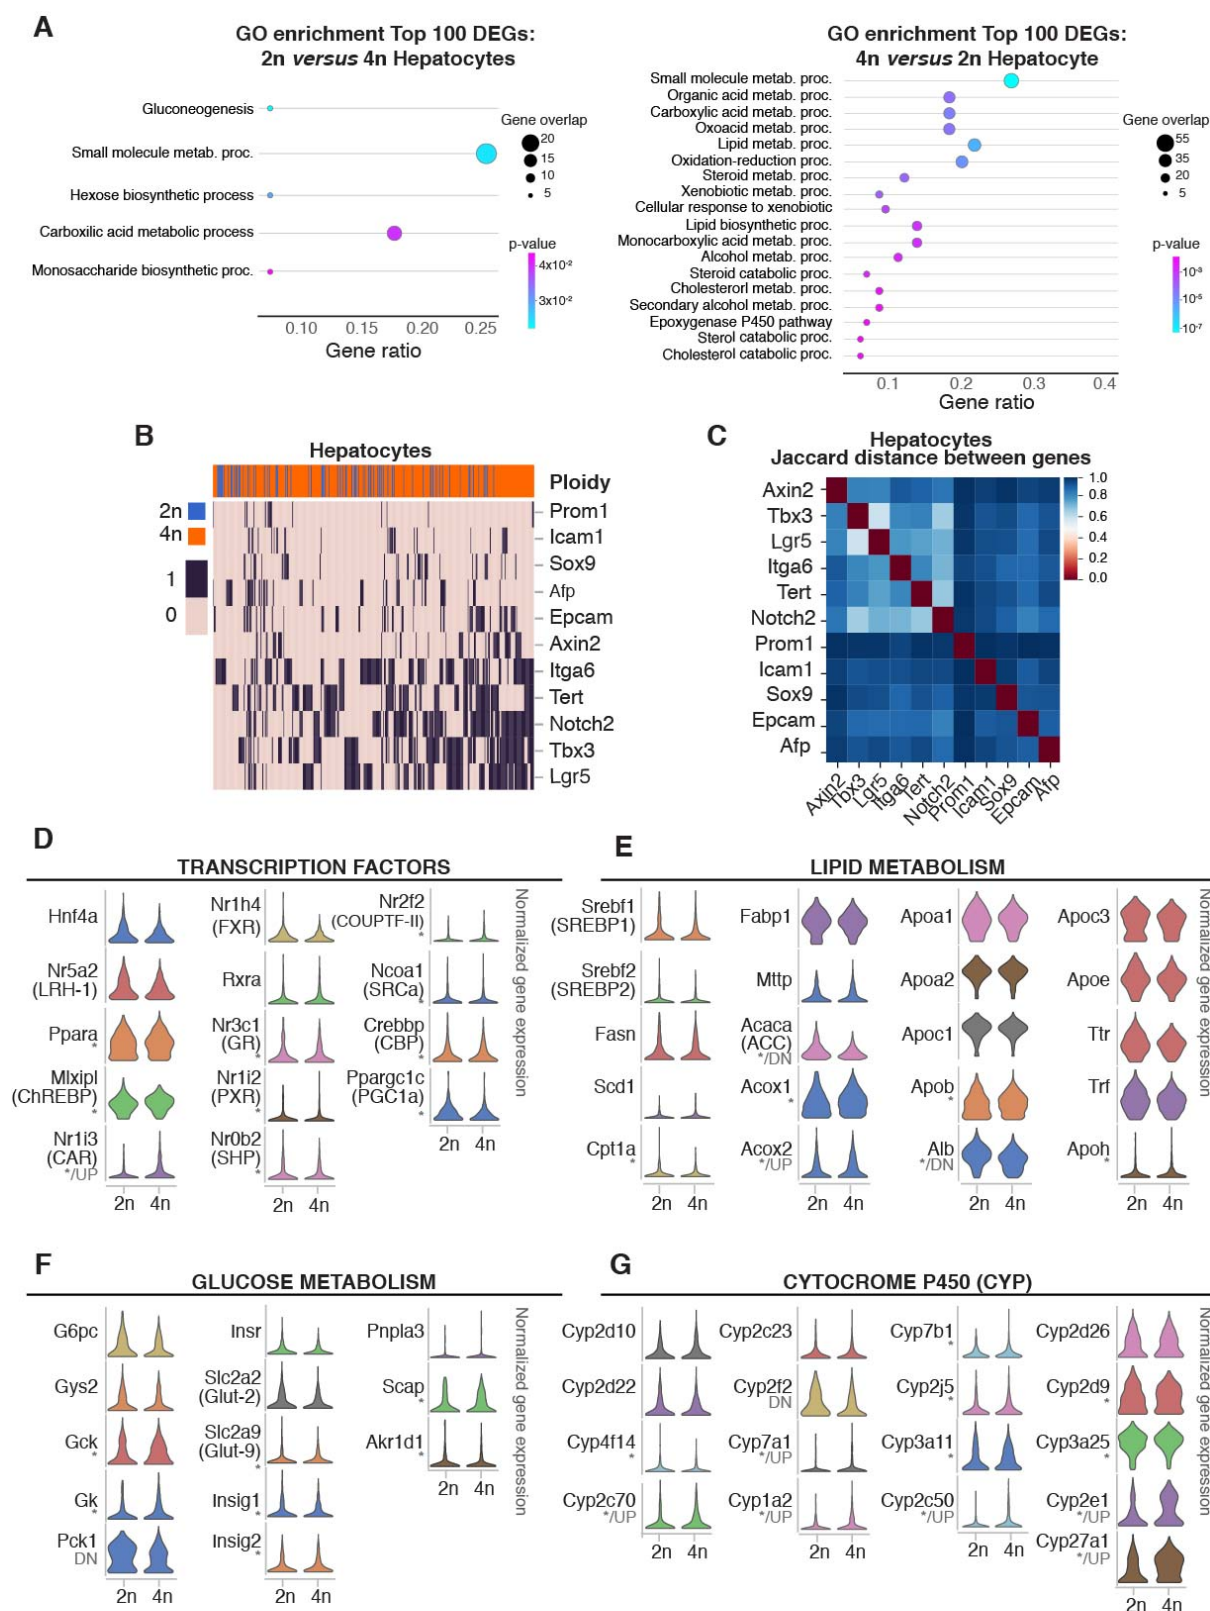 A
GO enrichment Top 100 DEGs:
2n versus 4n Hepatocytes
Gluconeogenesis
Small molecule metab. proc.
Hexose biosynthetic process
Carboxilic acid metabolic process
Monosaccharide biosynthetic proc.
0.10 0.15 0.20 0.25
Gene ratio
Gene overlap
20
15
10
5
p-value
4x10⁻²
3x10⁻²
GO enrichment Top 100 DEGs:
4n versus 2n Hepatocyte
Small molecule metab. proc.
Organic acid metab. proc.
Carboxylic acid metab. proc.
Oxoacid metab. proc.
Lipid metab. proc.
Oxidation-reduction proc.
Steroid metab. proc.
Xenobiotic metab. proc.
Cellular response to xenobiotic
Lipid biosynthetic proc.
Monocarboxylic acid metab. proc.
Alcohol metab. proc.
Steroid catabolic proc.
Cholesterorl metab. proc.
Secondary alcohol metab. proc.
Epoxygenase P450 pathway
Sterol catabolic proc.
Cholesterol catabolic proc.
0.1 0.2 0.3 0.4
Gene ratio
Gene overlap
55
35
20
5
p-value
10⁻³
10⁻⁵
10⁻⁷
B
Hepatocytes
Ploidy
2n
4n
1
0
Prom1
Icam1
Sox9
Afp
Epcam
Axin2
Itga6
Tert
Notch2
Tbx3
Lgr5
C
Hepatocytes
Jaccard distance between genes
Axin2
Tbx3
Lgr5
Itga6
Tert
Notch2
Prom1
Icam1
Sox9
Epcam
Afp
Axin2 Tbx3 Lgr5 Itga6 Tert Notch2 Prom1 Icam1 Sox9 Epcam Afp
1.0
0.8
0.6
0.4
0.2
0.0
D
TRANSCRIPTION FACTORS
Hnf4a
Nr5a2
(LRH-1)
Ppara
*
Mlxipl
(ChREBP)
*
Nr1i3
(CAR)
*/UP
2n 4n
Nr1h4
(FXR)
Rxra
Nr3c1
(GR)
*
Nr1i2
(PXR)
*
Nr0b2
(SHP)
*
2n 4n
Nr2f2
(COUPTF-II)
*
Ncoa1
(SRCa)
*
Crebbp
(CBP)
*
Ppargc1c
(PGC1a)
*
2n 4n
Normalized gene expression
E
LIPID METABOLISM
Srebf1
(SREBP1)
Srebf2
(SREBP2)
Fasn
Scd1
Cpt1a
*
2n 4n
Fabp1
Mttp
Acaca
(ACC)
*/DN
Acox1
*
Acox2
*/UP
2n 4n
Apoa1
Apoa2
Apoc1
Apob
*
Alb
*/DN
2n 4n
Apoc3
Apoe
Ttr
Trf
Apoh
*
2n 4n
Normalized gene expression
F
GLUCOSE METABOLISM
G6pc
Gys2
Gck
*
Gk
*
Pck1
DN
2n 4n
Insr
Slc2a2
(Glut-2)
Slc2a9
(Glut-9)
*
Insig1
Insig2
*
2n 4n
Pnpla3
Scap
*
Akr1d1
*
2n 4n
Normalized gene expression
G
CYTOCROME P450 (CYP)
Cyp2d10
Cyp2d22
Cyp4f14
*
Cyp2c70
*/UP
2n 4n
Cyp2c23
Cyp2f2
DN
Cyp7a1
*/UP
Cyp1a2
*/UP
2n 4n
Cyp7b1
*
Cyp2j5
*
Cyp3a11
*
Cyp2c50
*/UP
2n 4n
Cyp2d26
Cyp2d9
*
Cyp3a25
*
Cyp2e1
*/UP
Cyp27a1
*/UP
2n 4n
Normalized gene expression